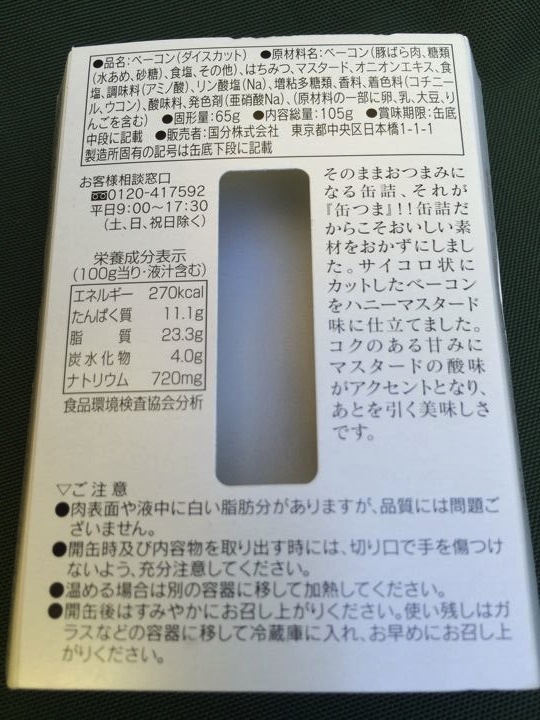 ●品名:ベーコン(ダイスカット) ●原材料名:ベーコン(豚ばら肉、糖類
(水あめ、砂糖)、食塩、その他)、はちみつ、マスタード、オニオンエキス、食
塩、調味料(アミノ酸)、リン酸塩(Na)、増粘多糖類、香料、着色料(コチニー
ル、ウコン)、酸味料、発色剤(亜硝酸Na)、(原材料の一部に卵、乳、大豆、り
んごを含む) ●固形量:65g ●内容総量:105g ●賞味期限:缶底
中段に記載 ●販売者:国分株式会社 東京都中央区日本橋1-1-1
製造所固有の記号は缶底下段に記載
お客様相談窓口
0120-417592
平日9:00〜17:30
(土、日、祝日除く)
栄養成分表示
(100g当り・液汁含む)
エネルギー 270kcal
たんぱく質 11.1g
脂質 23.3g
炭水化物 4.0g
ナトリウム 720mg
食品環境検査協会分析
そのままおつまみに
なる缶詰、それが
『缶つま』!!缶詰だ
からこそおいしい素
材をおかずにしまし
た。サイコロ状に
カットしたベーコン
をハニーマスタード
味に仕立てました。
コクのある甘みに
マスタードの酸味
がアクセントとなり、
あとを引く美味しさ
です。
▽ご注意
●肉表面や液中に白い脂肪分がありますが、品質には問題ご
ざいません。
●開缶時及び内容物を取り出す時には、切り口で手を傷つけ
ないよう、充分注意してください。
●温める場合は別の容器に移して加熱してください。
●開缶後はすみやかにお召し上がりください。使い残しはガ
ラスなどの容器に移して冷蔵庫に入れ、お早めにお召し上
がりください。